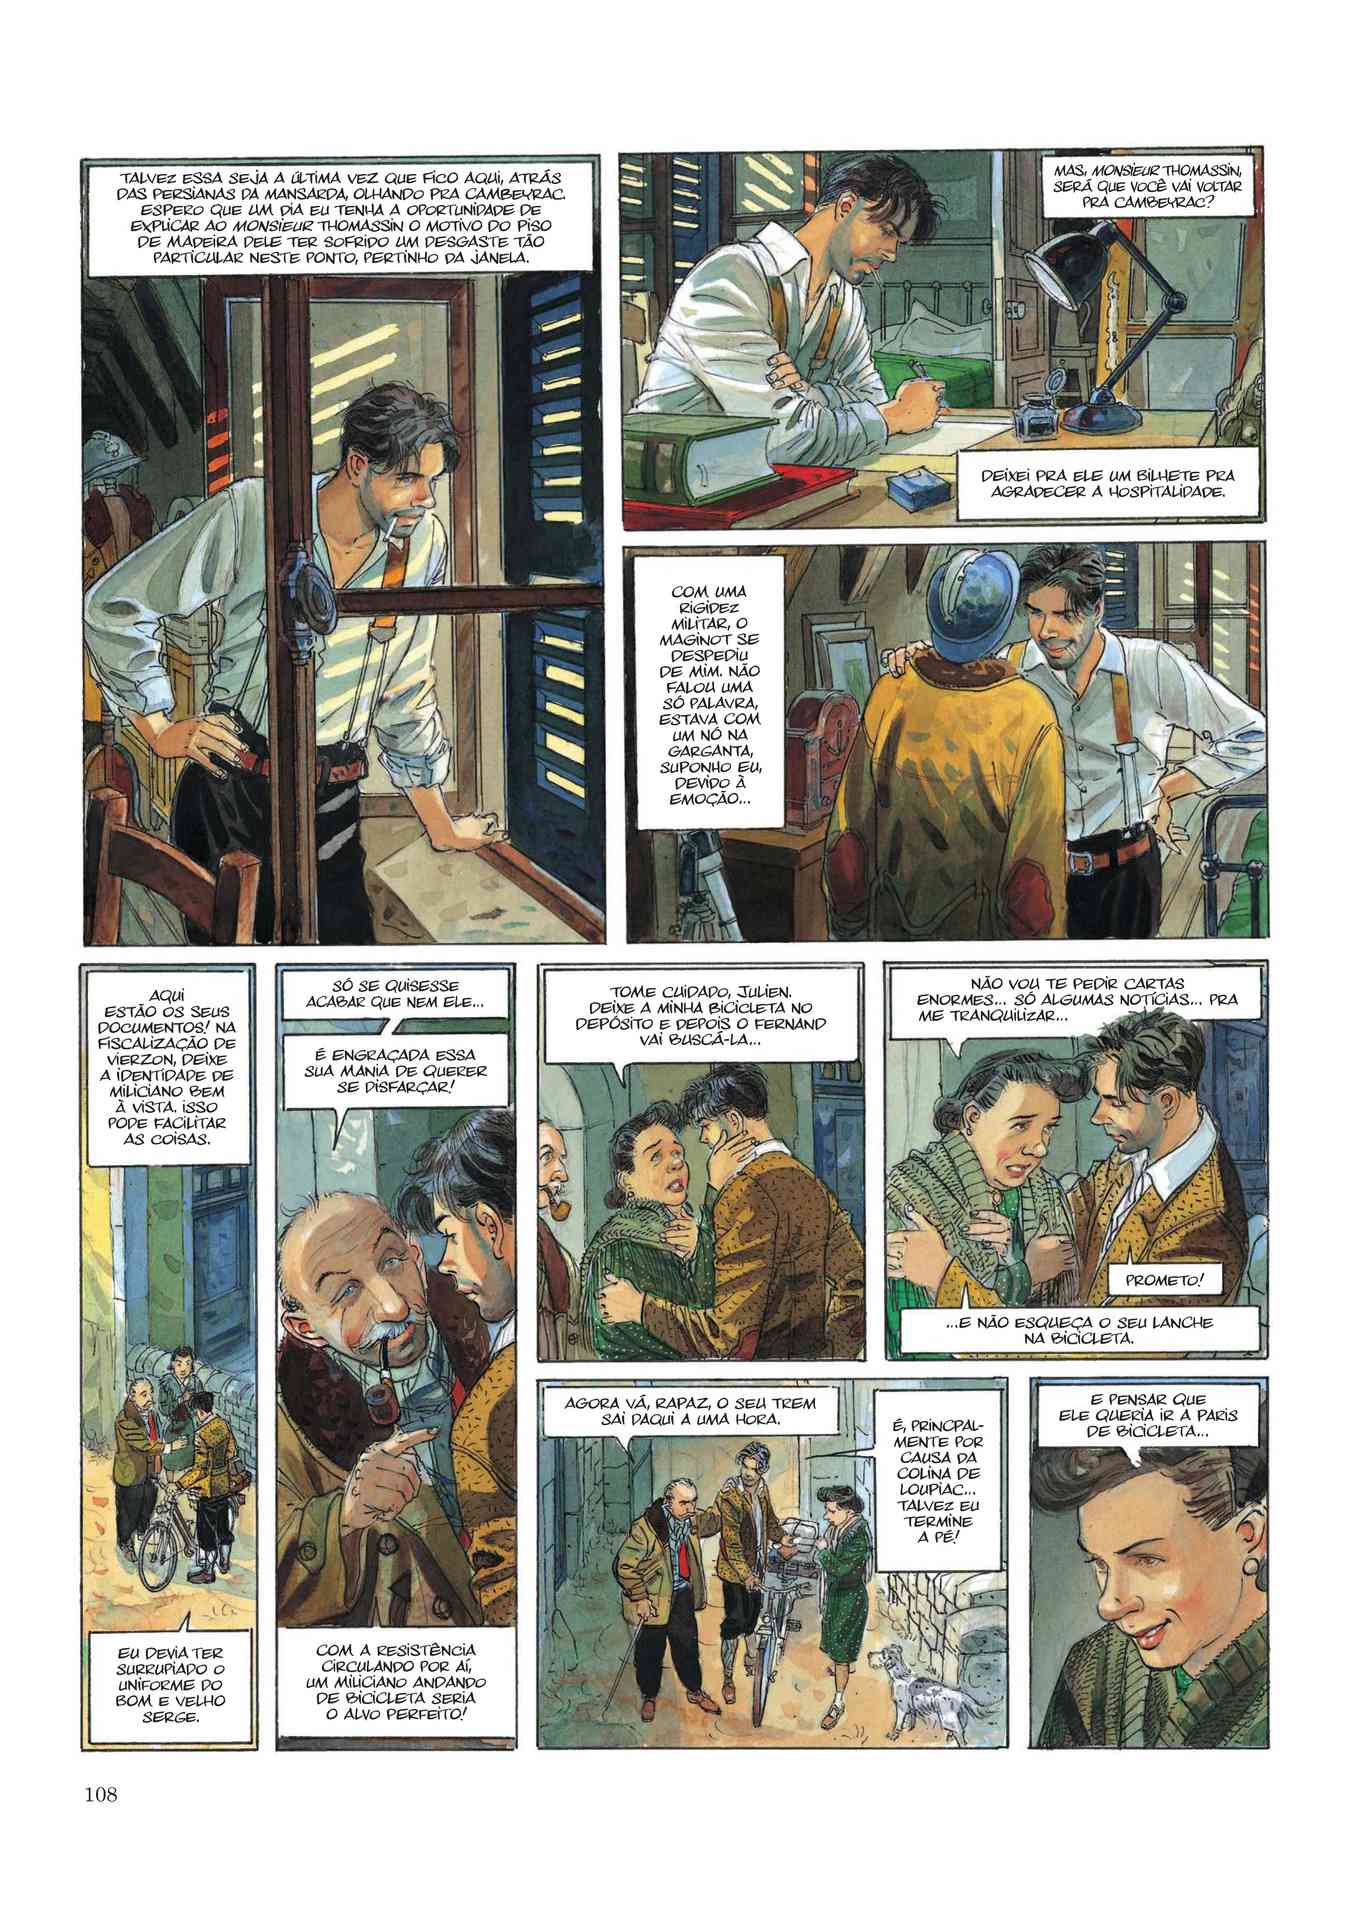 TALVEZ ESSA SEJA A ÚLTIMA VEZ QUE FICO AQUI, ATRÁS
DAS PERSIANAS DA MANSARDA, OLHANDO PRA CAMBEYRAC.
ESPERO QUE UM DIA EU TENHA A OPORTUNIDADE DE
EXPLICAR AO MONSIEUR THOMASSIN O MOTIVO DO PISO
DE MADEIRA DELE TER SOFRIDO UM DESGASTE TÃO
PARTICULAR NESTE PONTO, PERTINHO DA JANELA.
MAS, MONSIEUR THOMASSIN,
SERÁ QUE VOCÊ VAI VOLTAR
PRA CAMBEYRAC?
DEIXEI PRA ELE UM BILHETE PRA
AGRADECER A HOSPITALIDADE.
COM UMA
RIGIDEZ
MILITAR, O
MAGINOT SE
DESPEDIU
DE MIM. NÃO
FALOU UMA
SÓ PALAVRA,
ESTAVA COM
UM NÓ NA
GARGANTA,
SUPONHO EU,
DEVIDO À
EMOÇÃO...
AQUI
ESTÃO OS SEUS
DOCUMENTOS! NA
FISCALIZAÇÃO DE
VIERZON, DEIXE
A IDENTIDADE DE
MILICIANO BEM
À VISTA. ISSO
PODE FACILITAR
AS COISAS.
EU DEVIA TER
SURRUPIADO O
UNIFORME DO
BOM E VELHO
SERGE.
SÓ SE QUISESSE
ACABAR QUE NEM ELE...
É ENGRAÇADA ESSA
SUA MANIA DE QUERER
SE DISFARÇAR!
COM A RESISTÊNCIA
CIRCULANDO POR AÍ,
UM MILICIANO ANDANDO
DE BICICLETA SERIA
O ALVO PERFEITO!
TOME CUIDADO, JULIEN.
DEIXE A MINHA BICICLETA NO
DEPÓSITO E DEPOIS O FERNAND
VAI BUSCÁ-LA...
NÃO VOU TE PEDIR CARTAS
ENORMES... SÓ ALGUMAS NOTÍCIAS... PRA
ME TRANQUILIZAR...
PROMETO!
...E NÃO ESQUEÇA O SEU LANCHE
NA BICICLETA.
AGORA VÁ, RAPAZ, O SEU TREM
SAI DAQUI A UMA HORA.
É, PRINCIPAL-
MENTE POR
CAUSA DA
COLINA DE
LOUPIAC...
TALVEZ EU
TERMINE
A PÉ!
E PENSAR QUE
ELE QUERIA IR A PARIS
DE BICICLETA...
108